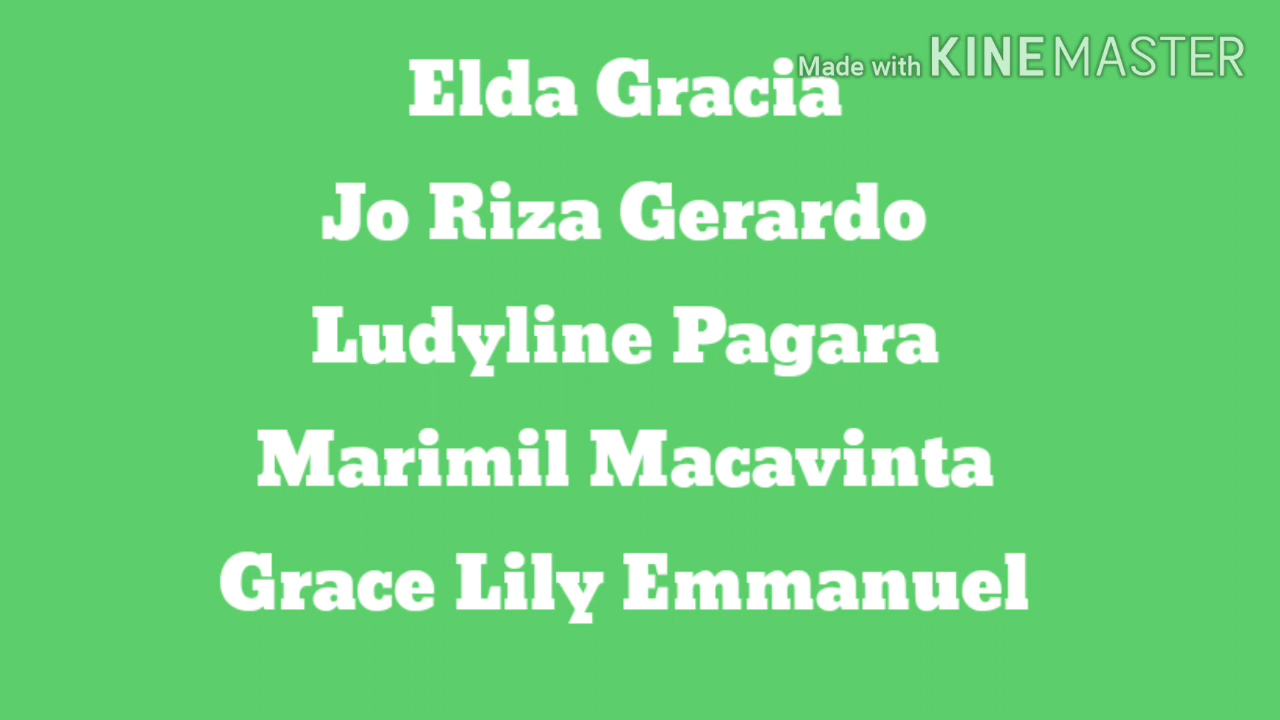 Made with KINEMASTER
Elda Gracia
Jo Riza Gerardo
Ludyline Pagara
Marimil Macavinta
Grace Lily Emmanuel